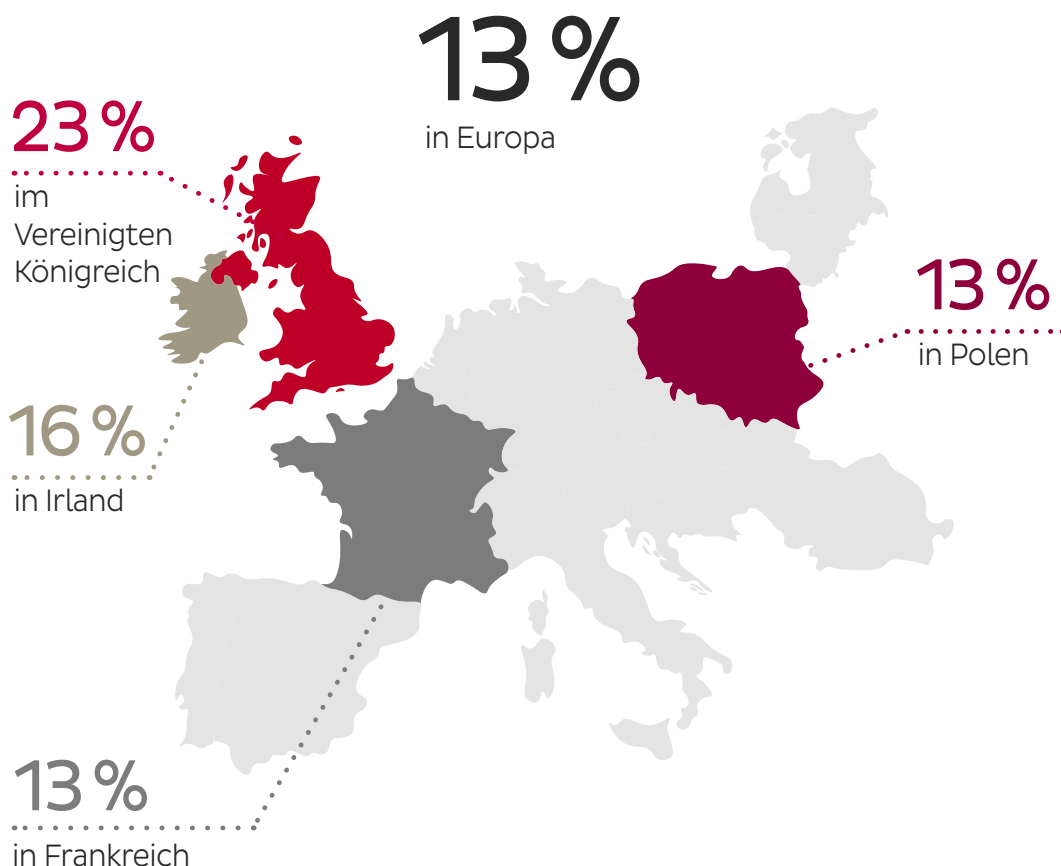 13 %
in Europa
23 %
im
Vereinigten
Königreich
13 %
in Polen
16 %
in Irland
13 %
in Frankreich